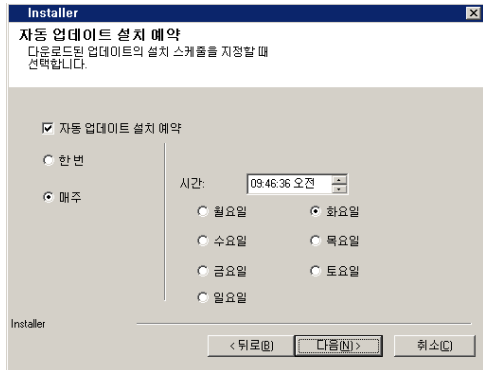 Installer
자동 업데이트 설치 예약
다운로드된 업데이트의 설치 스케줄을 지정할 때
선택합니다.
자동 업데이트 설치 예약
한 번
매주
시간: 09:46:36 오전
월요일 화요일
수요일 목요일
금요일 토요일
일요일
Installer
< 뒤로(B) 다음(N) > 취소(C)